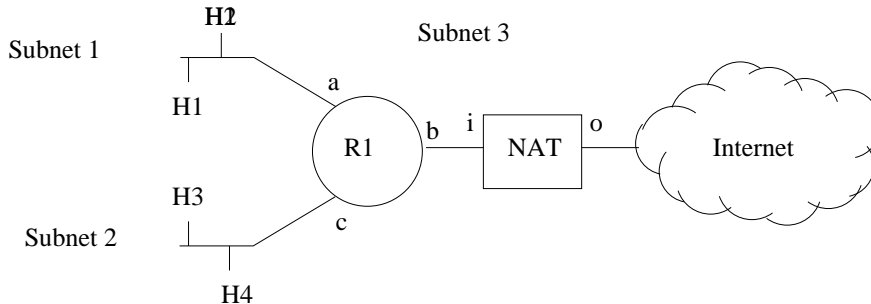 Subnet 1
H2
Subnet 3
H1
a
R1
b
i
NAT
o
Internet
H3
c
Subnet 2
H4